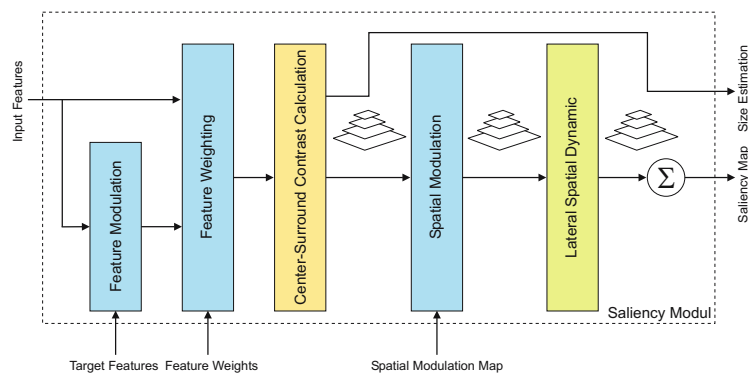 Input Features
Feature Modulation
Feature Weighting
Center-Surround Contrast Calculation
Spatial Modulation
Lateral Spatial Dynamic
Σ
Size Estimation
Saliency Map
Saliency Modul
Target Features
Feature Weights
Spatial Modulation Map